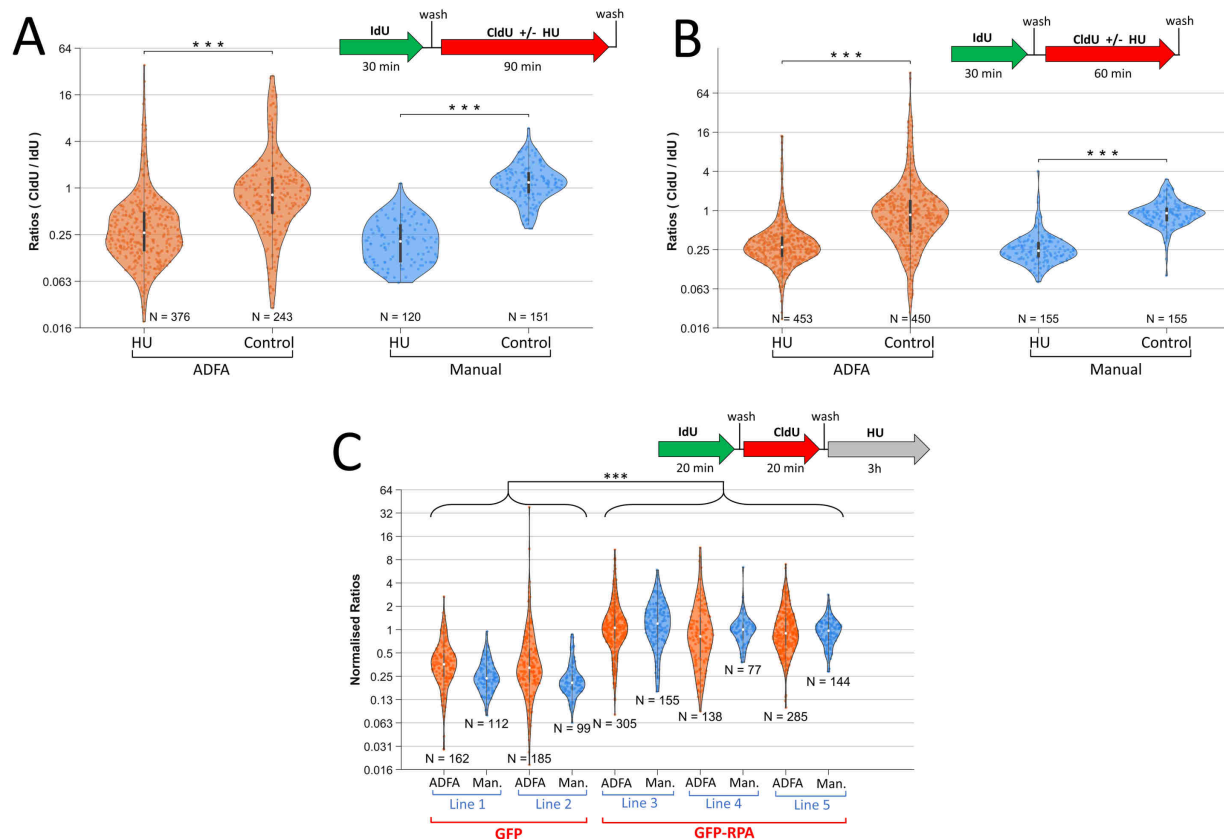 A
IdU
wash
CldU +/- HU
wash
30 min
90 min
* * *
* * *
Ratios ( CldU / IdU )
64
16
4
1
0.25
0.063
0.016
N = 376
N = 243
N = 120
N = 151
HU
Control
HU
Control
ADFA
Manual
B
IdU
wash
CldU +/- HU
wash
30 min
60 min
* * *
* * *
Ratios ( CldU / IdU )
64
16
4
1
0.25
0.063
0.016
N = 453
N = 450
N = 155
N = 155
HU
Control
HU
Control
ADFA
Manual
C
IdU
wash
CldU
wash
HU
20 min
20 min
3h
***
Normalised Ratios
64
32
16
8
4
2
1
0.5
0.25
0.13
0.063
0.031
0.016
N = 162
N = 112
N = 185
N = 99
N = 305
N = 155
N = 138
N = 77
N = 285
N = 144
ADFA Man. ADFA Man. ADFA Man. ADFA Man. ADFA Man.
Line 1 Line 2 Line 3 Line 4 Line 5
GFP GFP-RPA